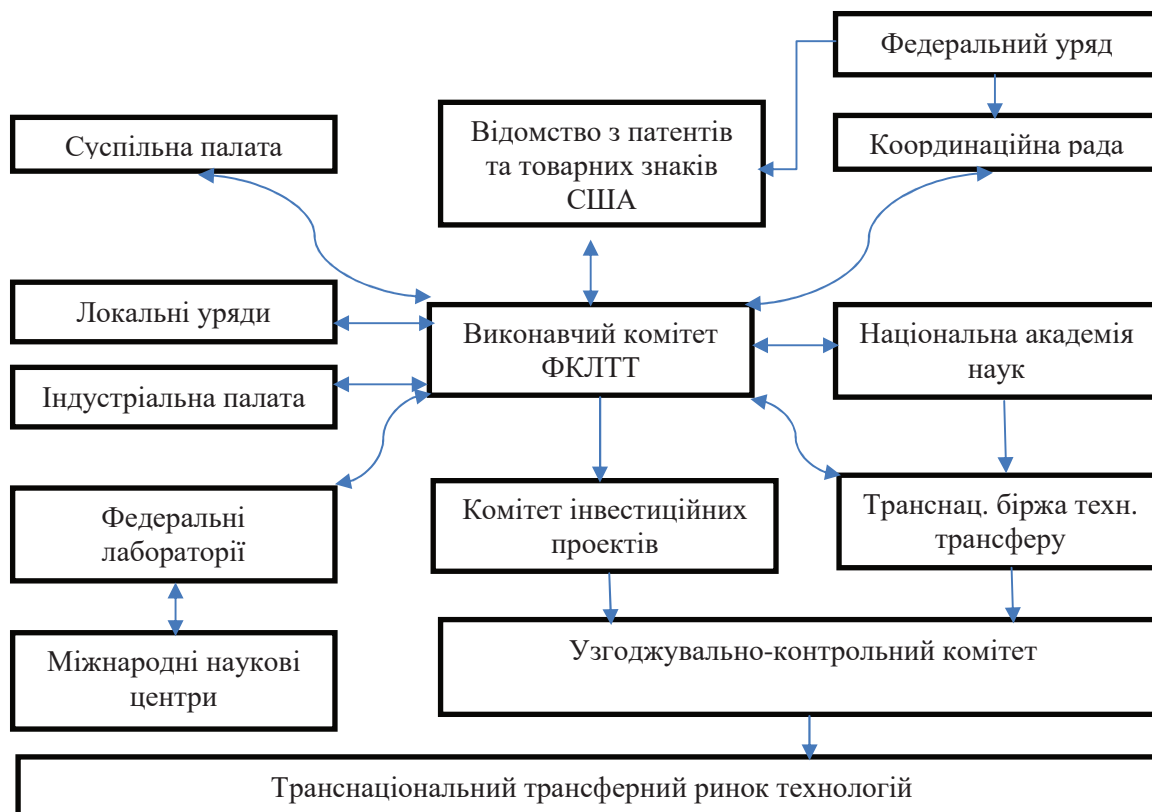 Федеральний уряд
Відомство з патентів
та товарних знаків
США
Суспільна палата
Координаційна рада
Локальні уряди
Виконавчий комітет
ФКЛТТ
Національна академія
наук
Індустріальна палата
Федеральні
лабораторії
Комітет інвестиційних
проектів
Транснац. біржа техн.
трансферу
Міжнародні наукові
центри
Узгоджувально-контрольний комітет
Транснаціональний трансферний ринок технологій